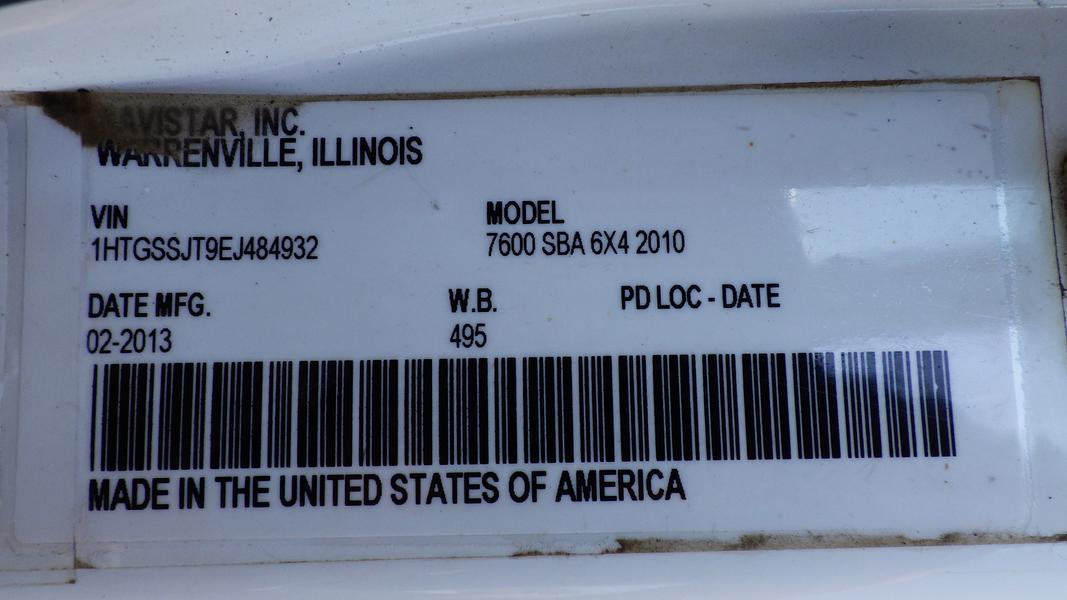 NAVISTAR, INC.
WARRENVILLE, ILLINOIS
VIN MODEL
1HTGSSJT9EJ484932 7600 SBA 6X4 2010
DATE MFG. W.B. PD LOC - DATE
02-2013 495
MADE IN THE UNITED STATES OF AMERICA